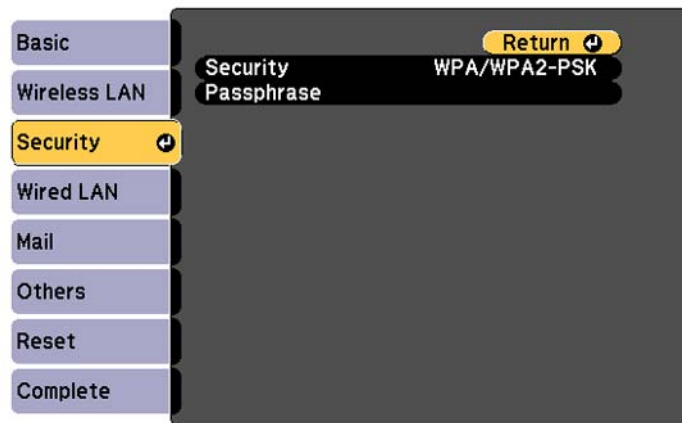 Basic
Wireless LAN
Security
Wired LAN
Mail
Others
Reset
Complete
Return
Security WPA/WPA2-PSK
Passphrase